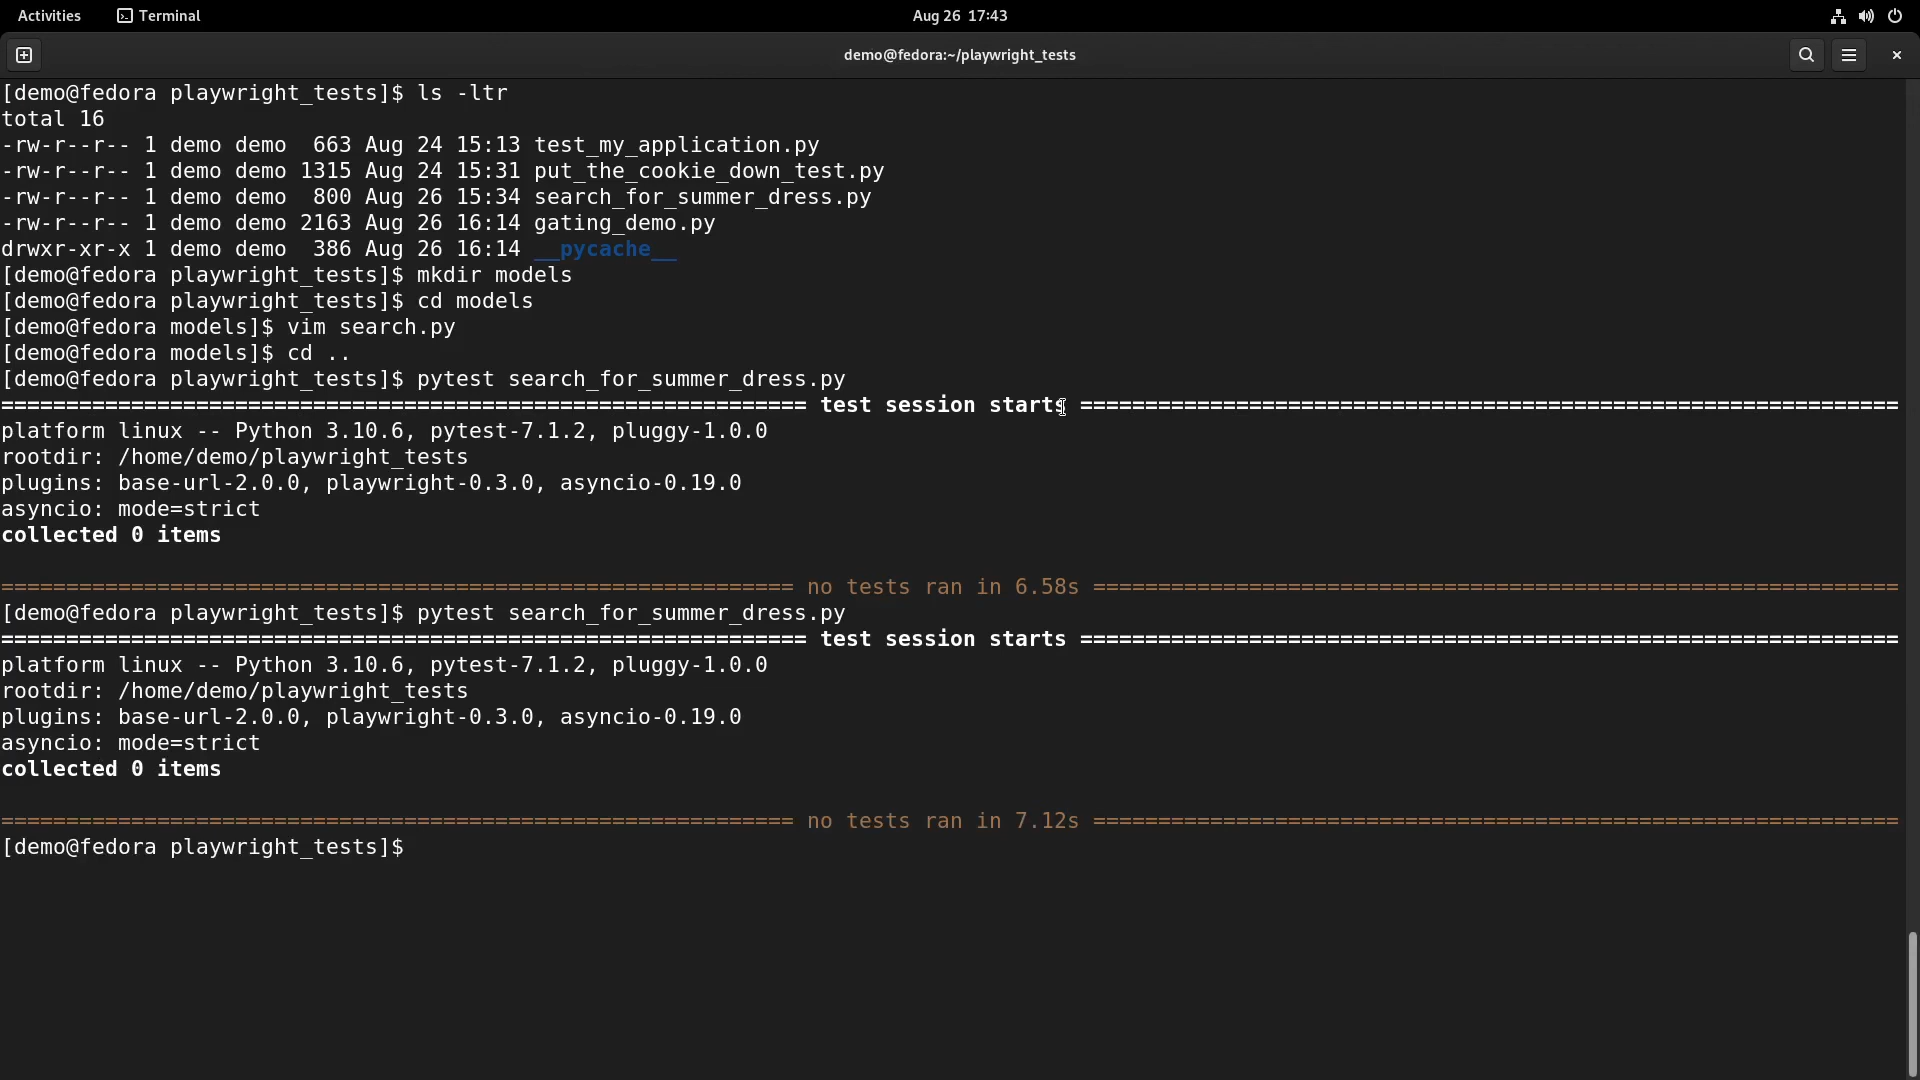 Activities Terminal Aug 26 17:43
demo@fedora:~/playwright_tests
[demo@fedora playwright_tests]$ ls -ltr
total 16
-rw-r--r-- 1 demo demo  663 Aug 24 15:13 test_my_application.py
-rw-r--r-- 1 demo demo 1315 Aug 24 15:31 put_the_cookie_down_test.py
-rw-r--r-- 1 demo demo  800 Aug 26 15:34 search_for_summer_dress.py
-rw-r--r-- 1 demo demo 2163 Aug 26 16:14 gating_demo.py
drwxr-xr-x 1 demo demo  386 Aug 26 16:14 __pycache__
[demo@fedora playwright_tests]$ mkdir models
[demo@fedora playwright_tests]$ cd models
[demo@fedora models]$ vim search.py
[demo@fedora models]$ cd ..
[demo@fedora playwright_tests]$ pytest search_for_summer_dress.py
============================================================== test session starts ===============================================================
platform linux -- Python 3.10.6, pytest-7.1.2, pluggy-1.0.0
rootdir: /home/demo/playwright_tests
plugins: base-url-2.0.0, playwright-0.3.0, asyncio-0.19.0
asyncio: mode=strict
collected 0 items
============================================================= no tests ran in 6.58s ==============================================================
[demo@fedora playwright_tests]$ pytest search_for_summer_dress.py
============================================================== test session starts ===============================================================
platform linux -- Python 3.10.6, pytest-7.1.2, pluggy-1.0.0
rootdir: /home/demo/playwright_tests
plugins: base-url-2.0.0, playwright-0.3.0, asyncio-0.19.0
asyncio: mode=strict
collected 0 items
============================================================= no tests ran in 7.12s ==============================================================
[demo@fedora playwright_tests]$